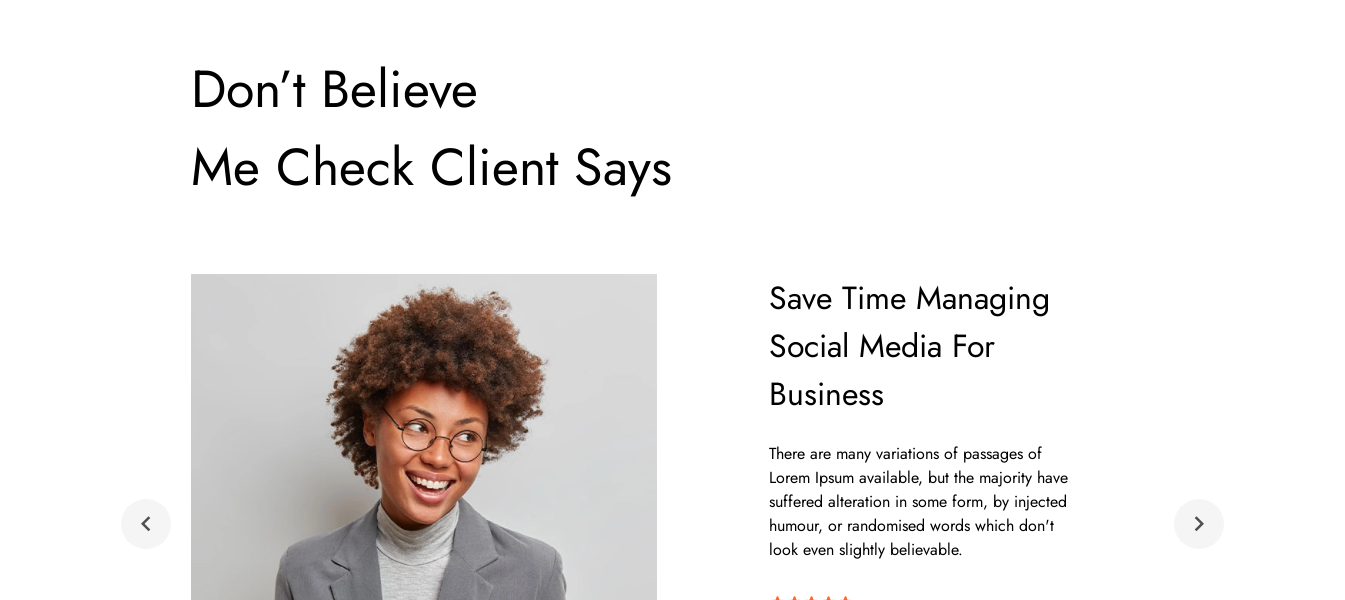 Don’t Believe
Me Check Client Says
Save Time Managing
Social Media For
Business
There are many variations of passages of
Lorem Ipsum available, but the majority have
suffered alteration in some form, by injected
humour, or randomised words which don't
look even slightly believable.